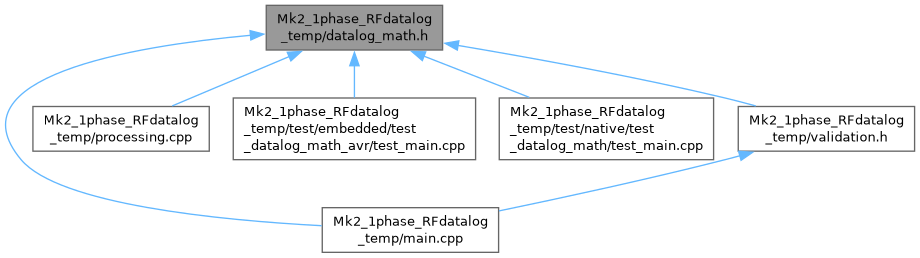 Mk2_1phase_RFdatalog
_temp/datalog_math.h
Mk2_1phase_RFdatalog
_temp/processing.cpp
Mk2_1phase_RFdatalog
_temp/test/embedded/test
_datalog_math_avr/test_main.cpp
Mk2_1phase_RFdatalog
_temp/test/native/test
_datalog_math/test_main.cpp
Mk2_1phase_RFdatalog
_temp/validation.h
Mk2_1phase_RFdatalog
_temp/main.cpp